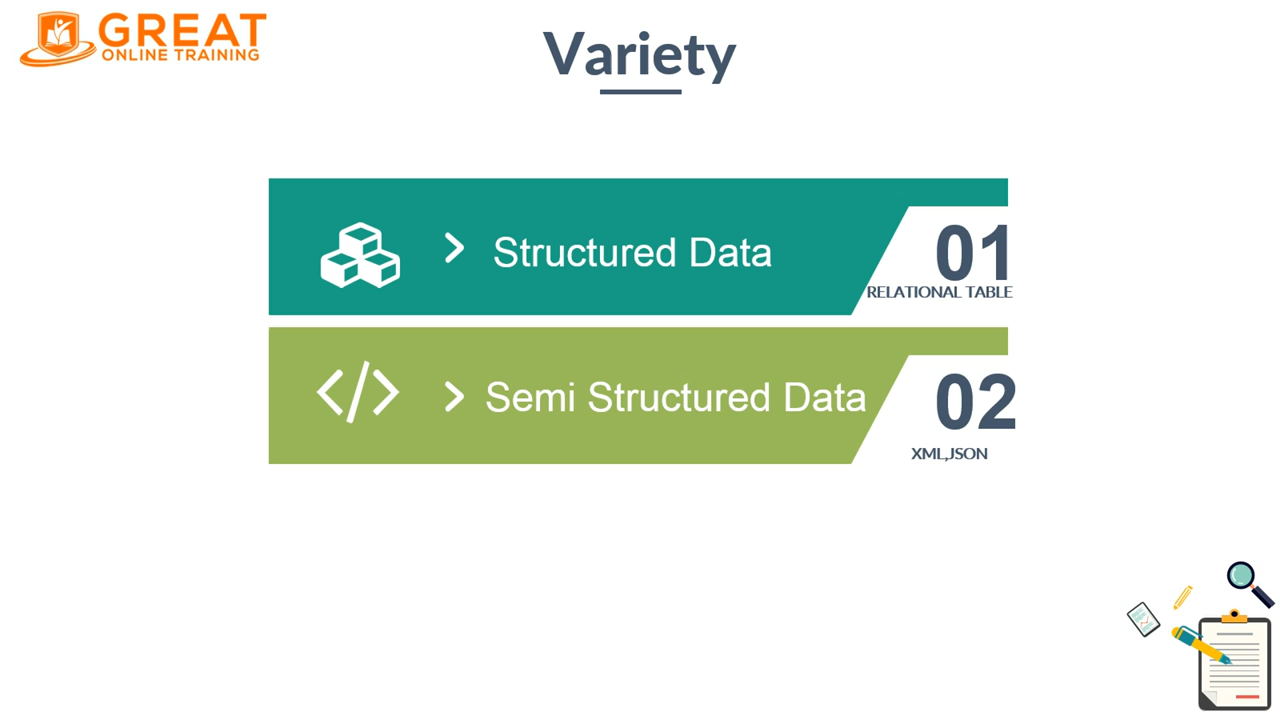 GREAT
ONLINE TRAINING
Variety
Structured Data
01
RELATIONAL TABLE
Semi Structured Data
02
XML,JSON